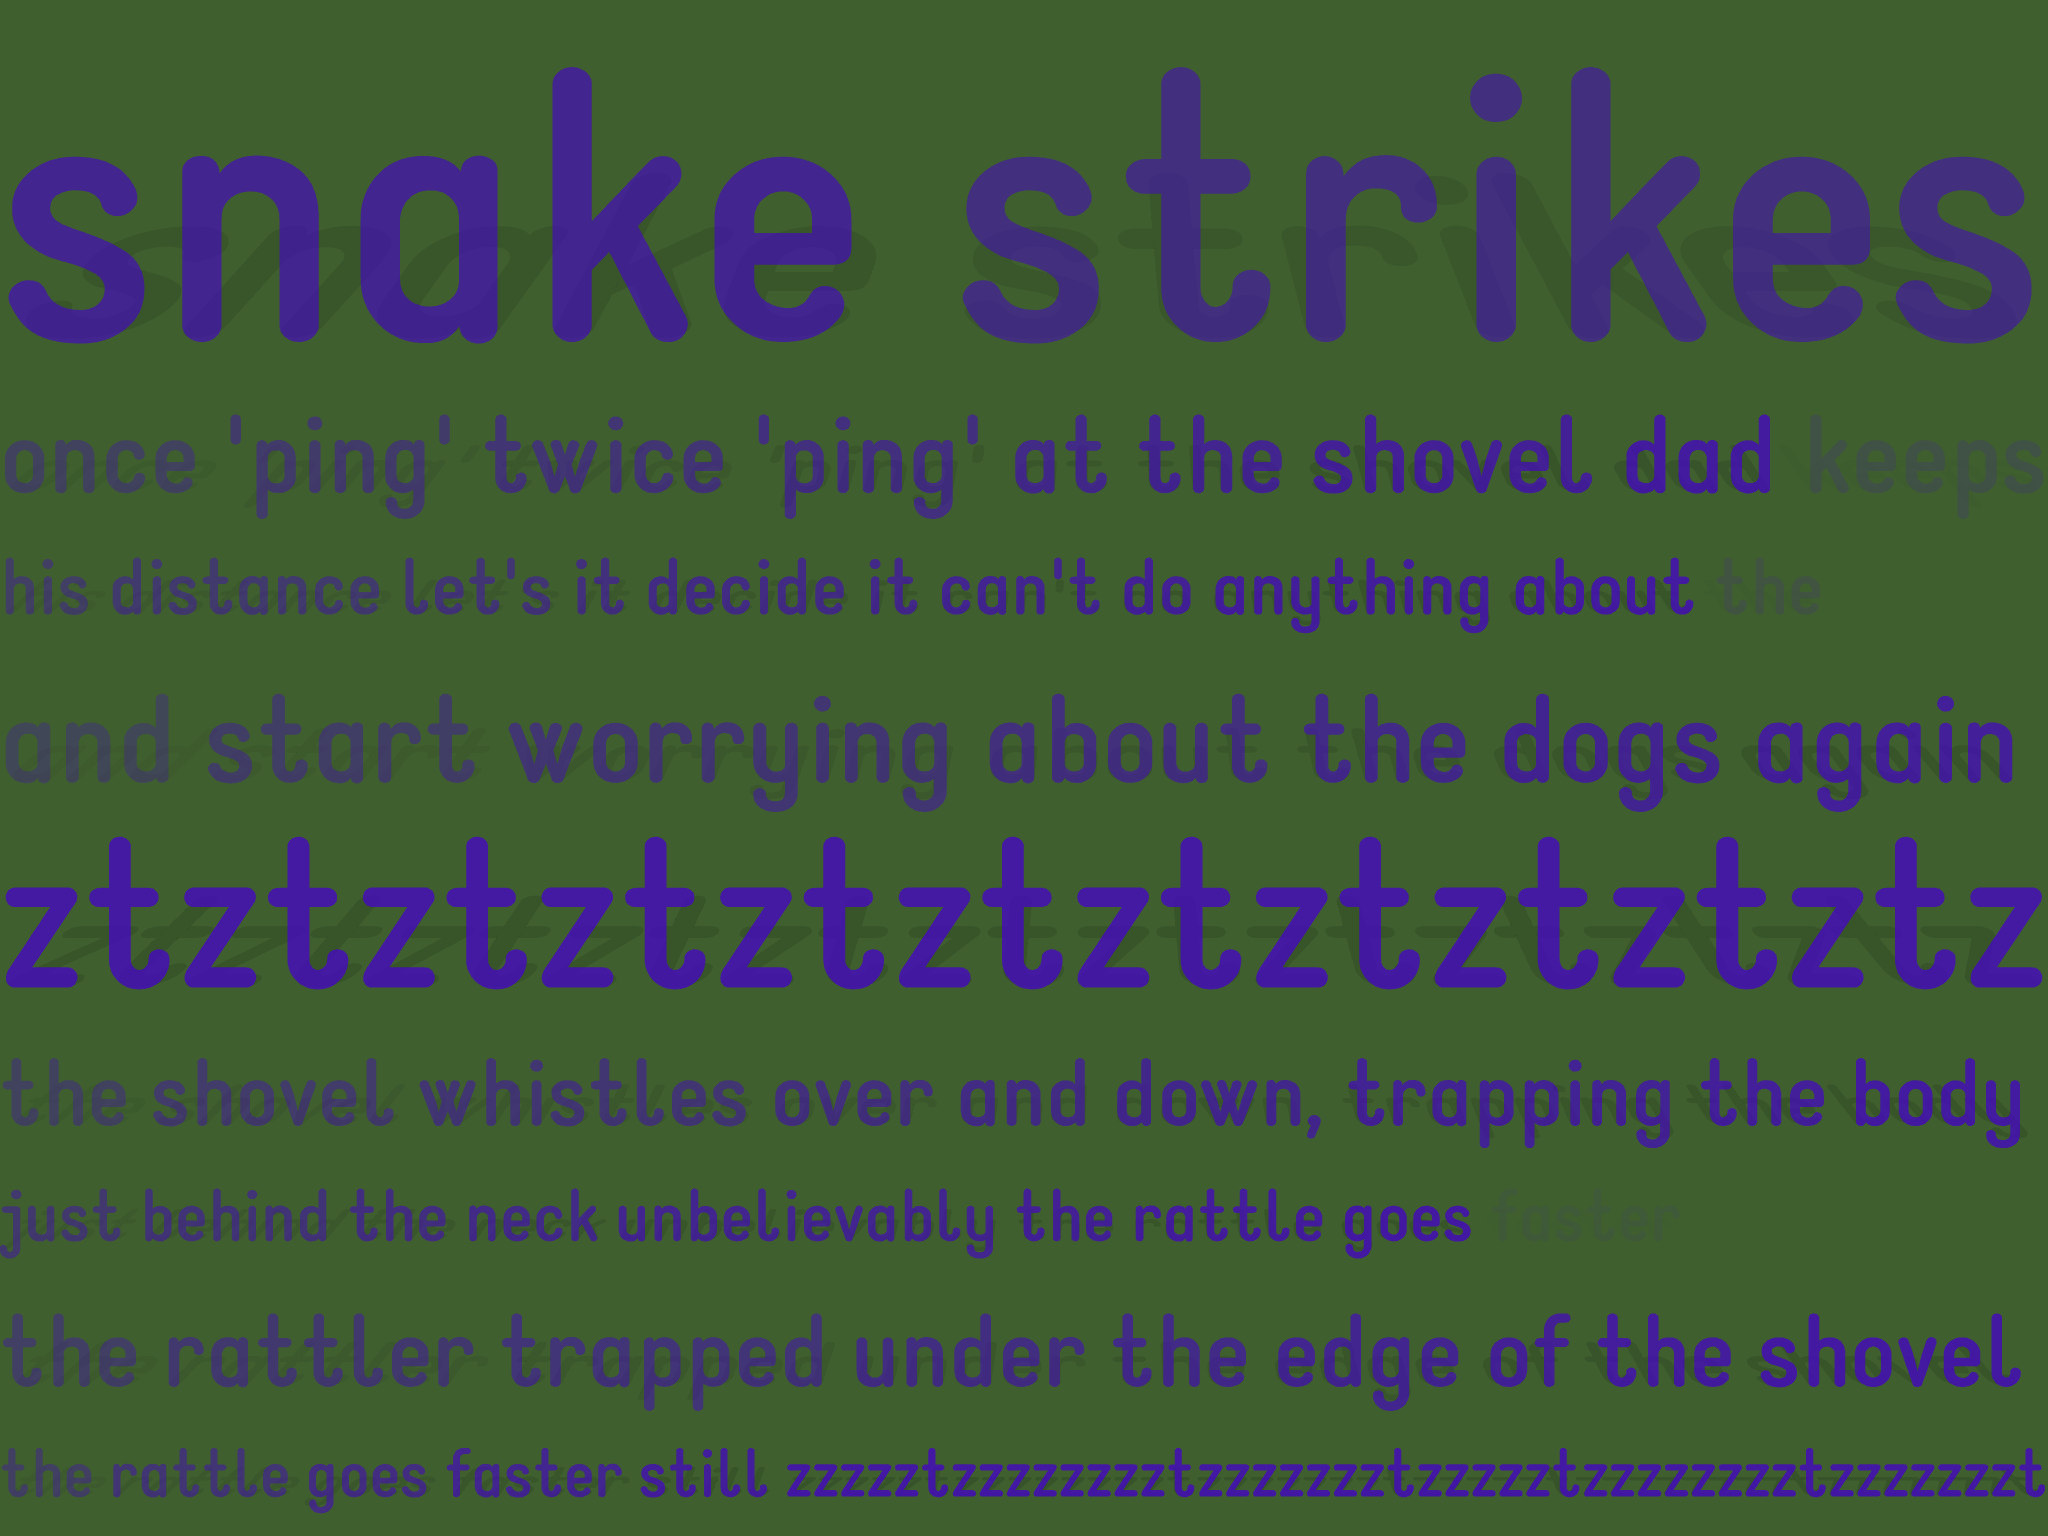 snake strikes
once 'ping' twice 'ping' at the shovel dad keeps
his distance let's it decide it can't do anything about the
and start worrying about the dogs again
ztztztztztztztztztztztz
the shovel whistles over and down, trapping the body
just behind the neck unbelievably the rattle goes faster
the rattler trapped under the edge of the shovel
the rattle goes faster still zzzzztzzzzzzzztzzzzzzztzzzzztzzzzzzzztzzzzzzt